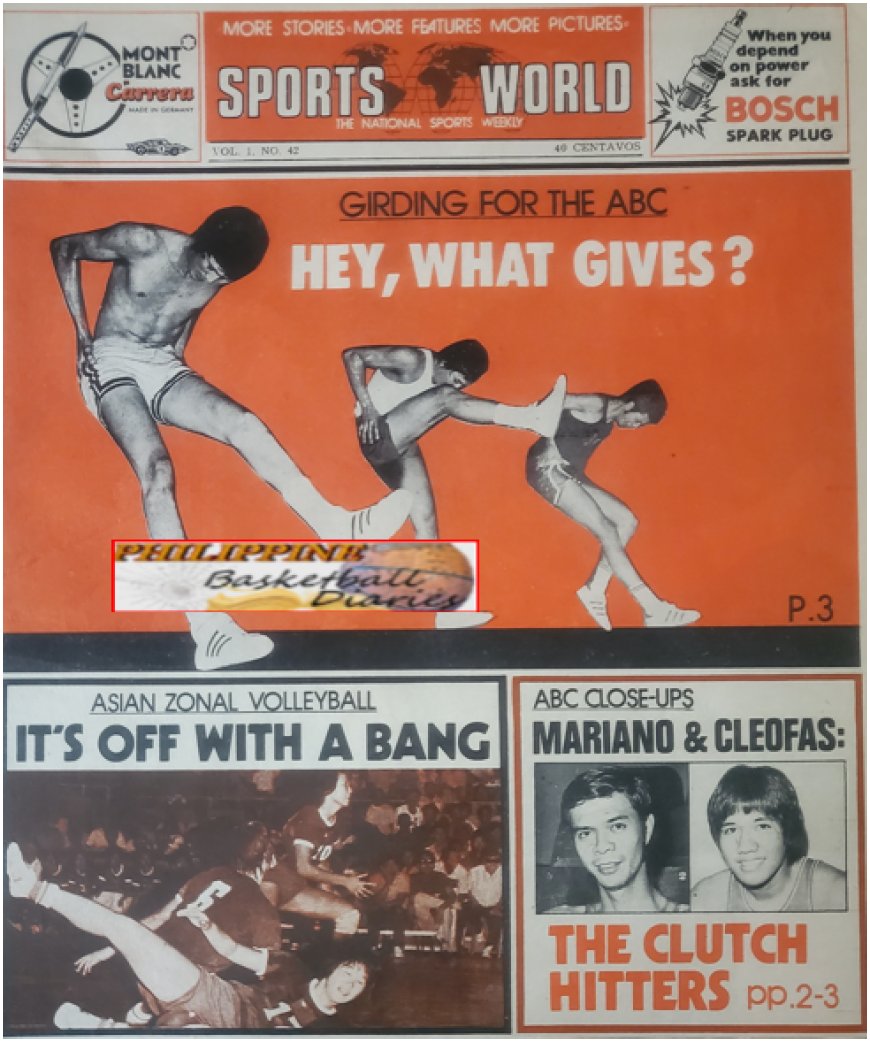 MONT BLANC
Carrera
MADE IN GERMANY
MORE STORIES•MORE FEATURES MORE PICTURES•
SPORTS WORLD
THE NATIONAL SPORTS WEEKLY
VOL. 1, NO. 42
40 CENTAVOS
When you
depend
on power
ask for
BOSCH
SPARK PLUG
GIRDING FOR THE ABC
HEY, WHAT GIVES?
PHILIPPINE
Basketball
Diaries
P.3
ASIAN ZONAL VOLLEYBALL
IT'S OFF WITH A BANG
10
5
1
ABC CLOSE-UPS
MARIANO & CLEOFAS:
THE CLUTCH
HITTERS pp.2-3